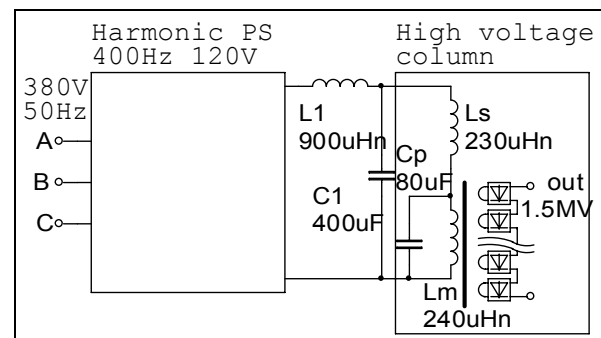 Harmonic PS
400Hz 120V
High voltage
column
380V
50Hz
A
B
C
L1
900uHn
Ls
230uHn
Cp
80uF
C1
400uF
out
1.5MV
Lm
240uHn